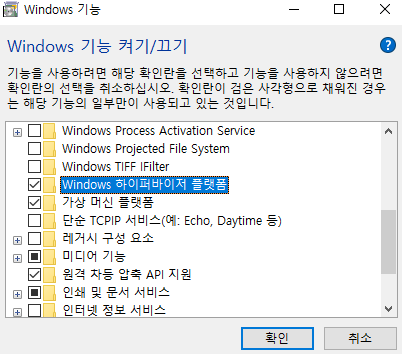 Windows 기능
Windows 기능 켜기/끄기
기능을 사용하려면 해당 확인란을 선택하고 기능을 사용하지 않으려면
확인란의 선택을 취소하십시오. 확인란이 검은 사각형으로 채워진 경우
는 해당 기능의 일부만이 사용되고 있는 것입니다.
Windows Process Activation Service
Windows Projected File System
Windows TIFF IFilter
Windows 하이퍼바이저 플랫폼
가상 머신 플랫폼
단순 TCPIP 서비스(예: Echo, Daytime 등)
레거시 구성 요소
미디어 기능
원격 차등 압축 API 지원
인쇄 및 문서 서비스
인터넷 정보 서비스
확인
취소